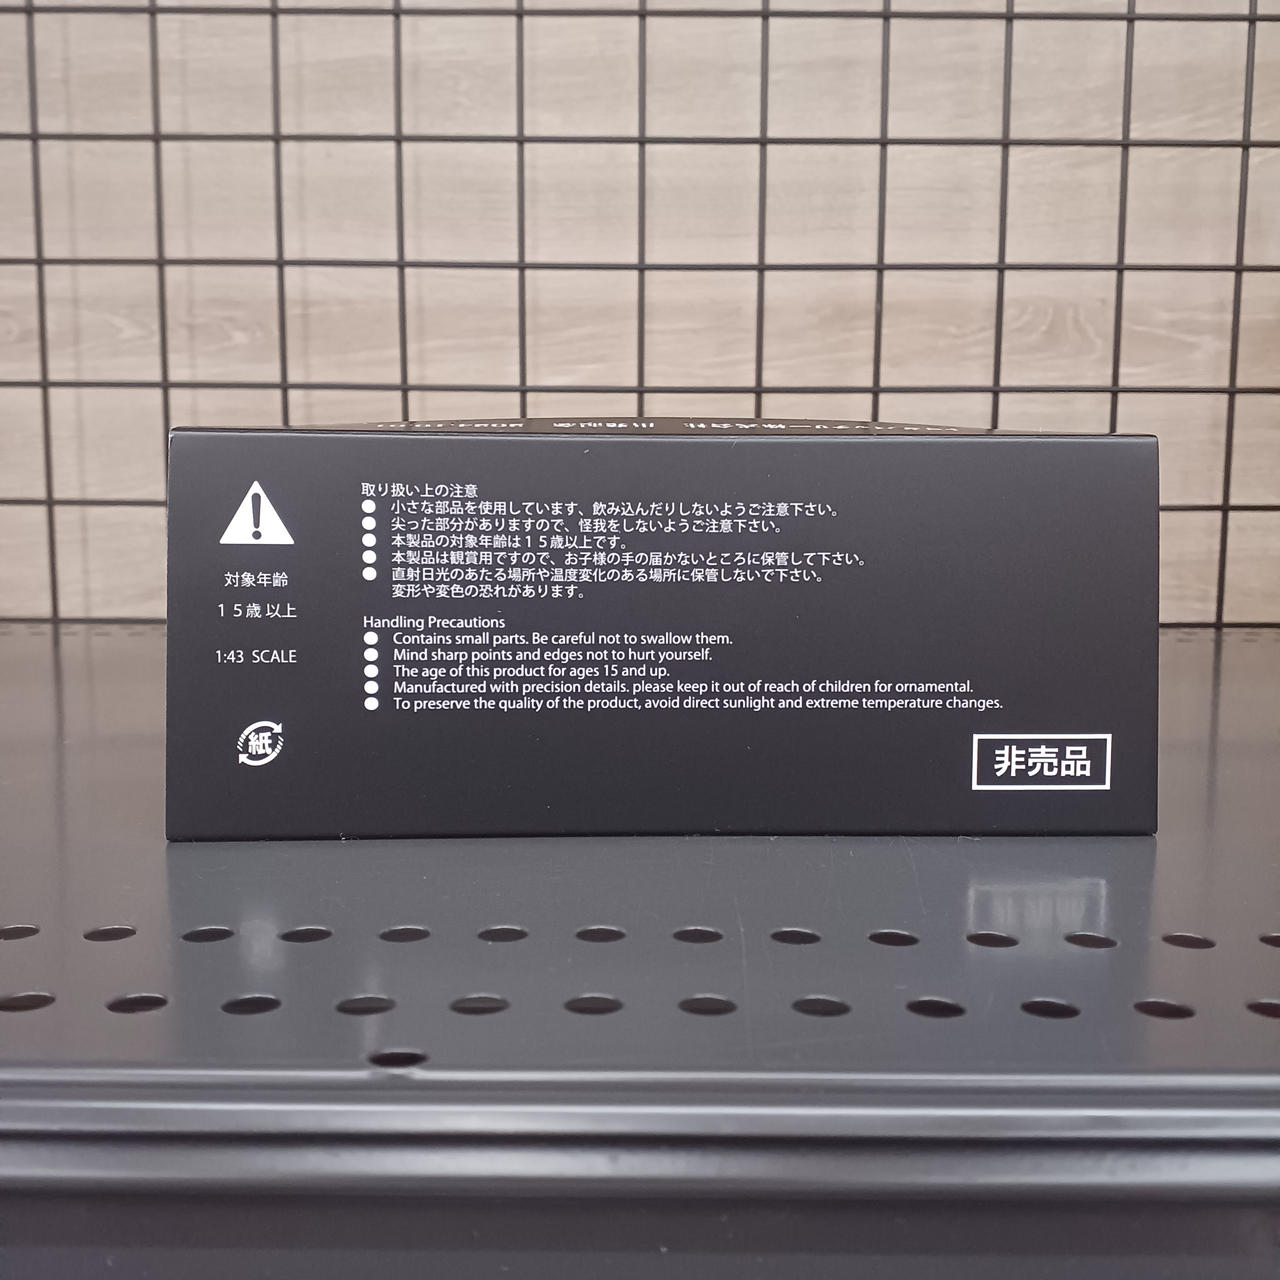 対象年齢
１５歳以上
1:43 SCALE
紙
取り扱い上の注意
● 小さな部品を使用しています、飲み込んだりしないようご注意下さい。
● 尖った部分がありますので、怪我をしないようご注意下さい。
● 本製品の対象年齢は１５歳以上です。
● 本製品は観賞用ですので、お子様の手の届かないところに保管して下さい。
● 直射日光のあたる場所や温度変化のある場所に保管しないで下さい。
変形や変色の恐れがあります。
Handling Precautions
● Contains small parts. Be careful not to swallow them.
● Mind sharp points and edges not to hurt yourself.
● The age of this product for ages 15 and up.
● Manufactured with precision details. please keep it out of reach of children for ornamental.
● To preserve the quality of the product, avoid direct sunlight and extreme temperature changes.
非売品